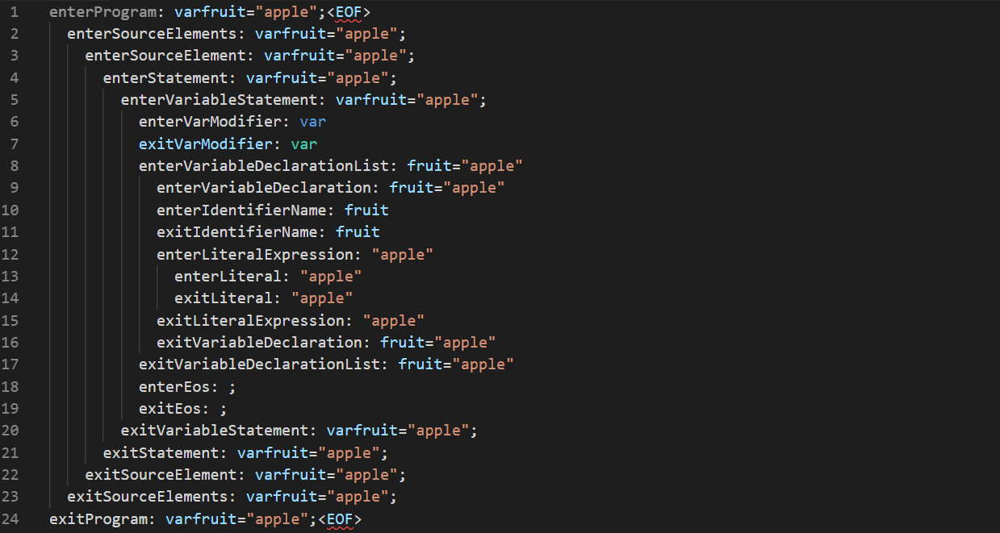 1 enterProgram: varfruit="apple";<EOF>
2   enterSourceElements: varfruit="apple";
3     enterSourceElement: varfruit="apple";
4       enterStatement: varfruit="apple";
5         enterVariableStatement: varfruit="apple";
6           enterVarModifier: var
7           exitVarModifier: var
8           enterVariableDeclarationList: fruit="apple"
9             enterVariableDeclaration: fruit="apple"
10             enterIdentifierName: fruit
11             exitIdentifierName: fruit
12             enterLiteralExpression: "apple"
13               enterLiteral: "apple"
14               exitLiteral: "apple"
15             exitLiteralExpression: "apple"
16             exitVariableDeclaration: fruit="apple"
17           exitVariableDeclarationList: fruit="apple"
18           enterEos: ;
19           exitEos: ;
20         exitVariableStatement: varfruit="apple";
21       exitStatement: varfruit="apple";
22     exitSourceElement: varfruit="apple";
23   exitSourceElements: varfruit="apple";
24 exitProgram: varfruit="apple";<EOF>